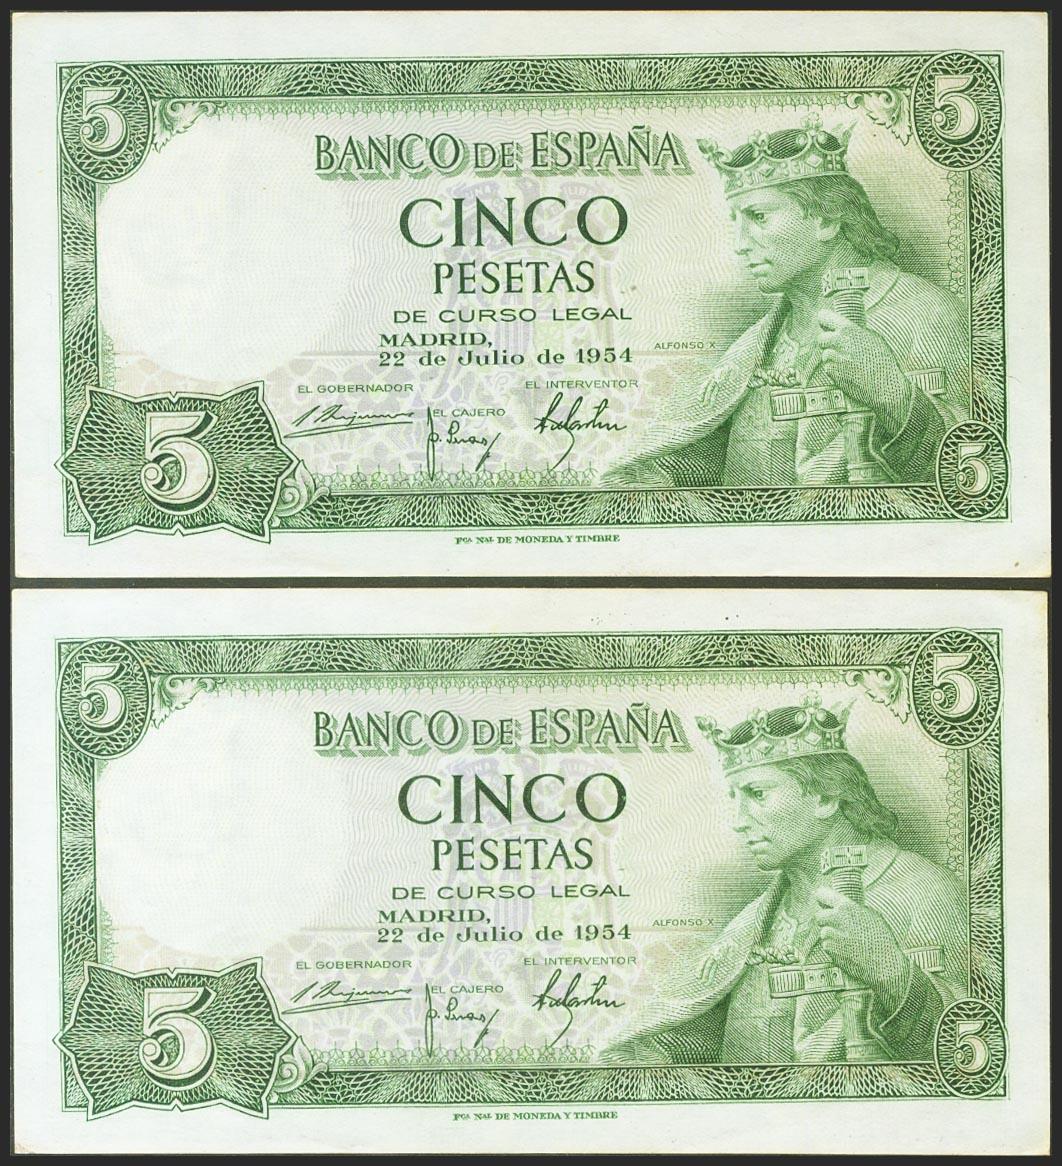 5 5
BANCO DE ESPAÑA
CINCO
PESETAS
DE CURSO LEGAL
MADRID,
22 de Julio de 1954
ALFONSO X
EL GOBERNADOR EL INTERVENTOR
EL CAJERO
5 5
Fca Nal DE MONEDA Y TIMBRE
5 5
BANCO DE ESPAÑA
CINCO
PESETAS
DE CURSO LEGAL
MADRID,
22 de Julio de 1954
ALFONSO X
EL GOBERNADOR EL INTERVENTOR
EL CAJERO
5 5
Fca Nal DE MONEDA Y TIMBRE